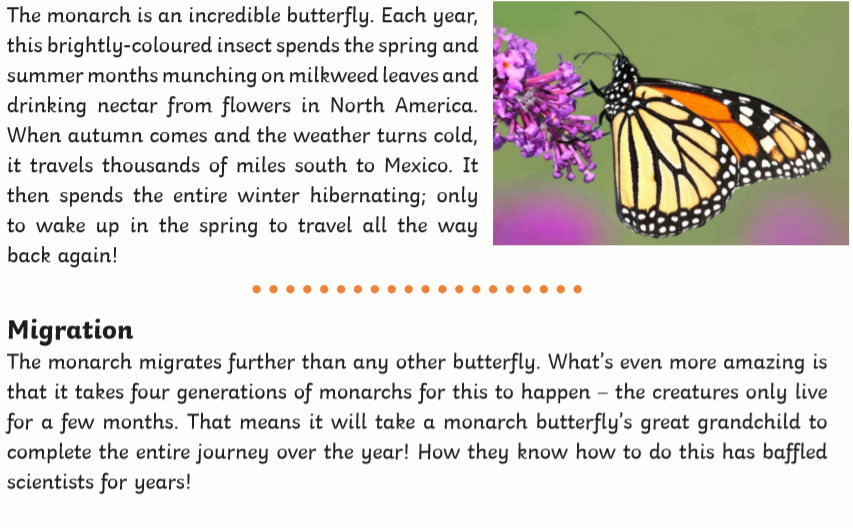 The monarch is an incredible butterfly. Each year,
this brightly-coloured insect spends the spring and
summer months munching on milkweed leaves and
drinking nectar from flowers in North America.
When autumn comes and the weather turns cold,
it travels thousands of miles south to Mexico. It
then spends the entire winter hibernating; only
to wake up in the spring to travel all the way
back again!
Migration
The monarch migrates further than any other butterfly. What's even more amazing is
that it takes four generations of monarchs for this to happen – the creatures only live
for a few months. That means it will take a monarch butterfly's great grandchild to
complete the entire journey over the year! How they know how to do this has baffled
scientists for years!